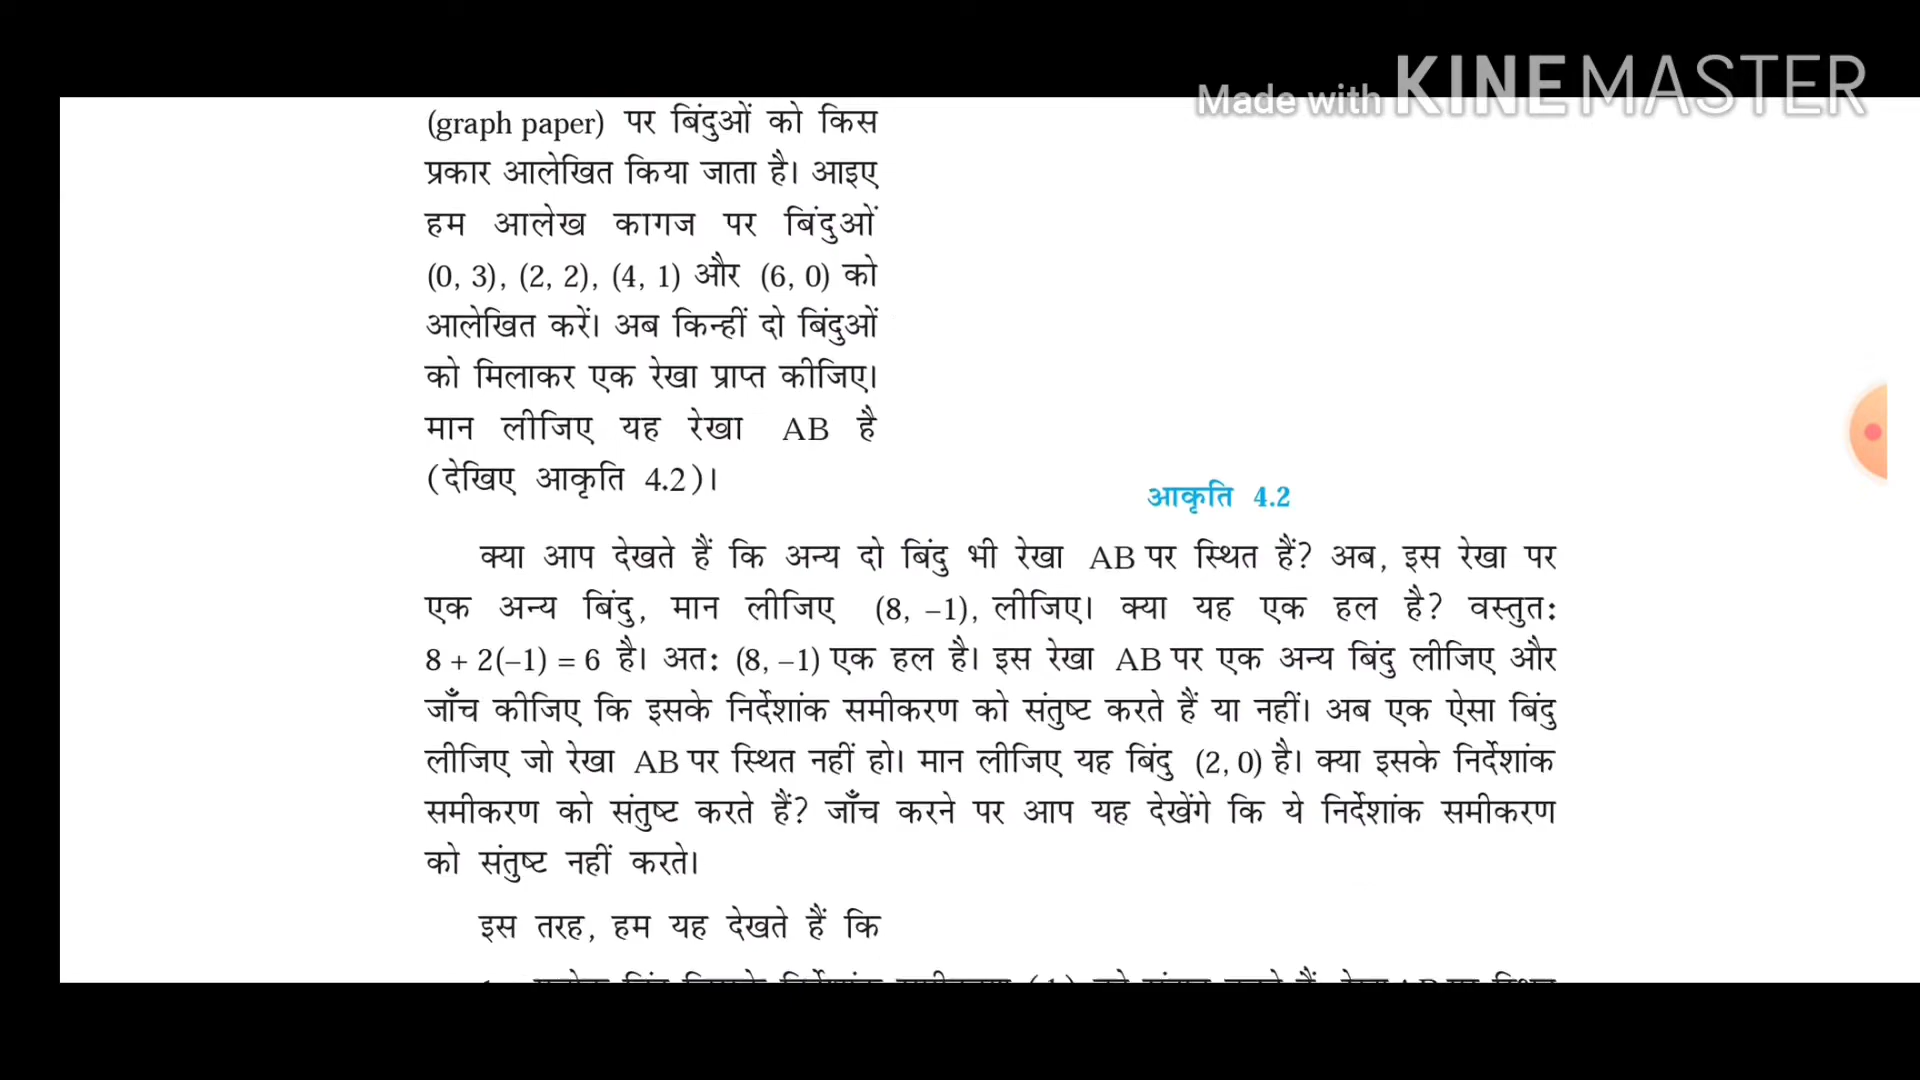 Made with KINEMASTER
(graph paper) पर बिंदुओं को किस
प्रकार आलेखित किया जाता है। आइए
हम आलेख कागज पर बिंदुओं
(0, 3), (2, 2), (4, 1) और (6, 0) को
आलेखित करें। अब किन्हीं दो बिंदुओं
को मिलाकर एक रेखा प्राप्त कीजिए।
मान लीजिए यह रेखा AB है
(देखिए आकृति 4.2)।
आकृति 4.2
क्या आप देखते हैं कि अन्य दो बिंदु भी रेखा AB पर स्थित हैं? अब, इस रेखा पर
एक अन्य बिंदु, मान लीजिए (8, –1), लीजिए। क्या यह एक हल है? वस्तुतः
8 + 2(–1) = 6 है। अतः (8, –1) एक हल है। इस रेखा AB पर एक अन्य बिंदु लीजिए और
जाँच कीजिए कि इसके निर्देशांक समीकरण को संतुष्ट करते हैं या नहीं। अब एक ऐसा बिंदु
लीजिए जो रेखा AB पर स्थित नहीं हो। मान लीजिए यह बिंदु (2, 0) है। क्या इसके निर्देशांक
समीकरण को संतुष्ट करते हैं? जाँच करने पर आप यह देखेंगे कि ये निर्देशांक समीकरण
को संतुष्ट नहीं करते।
इस तरह, हम यह देखते हैं कि